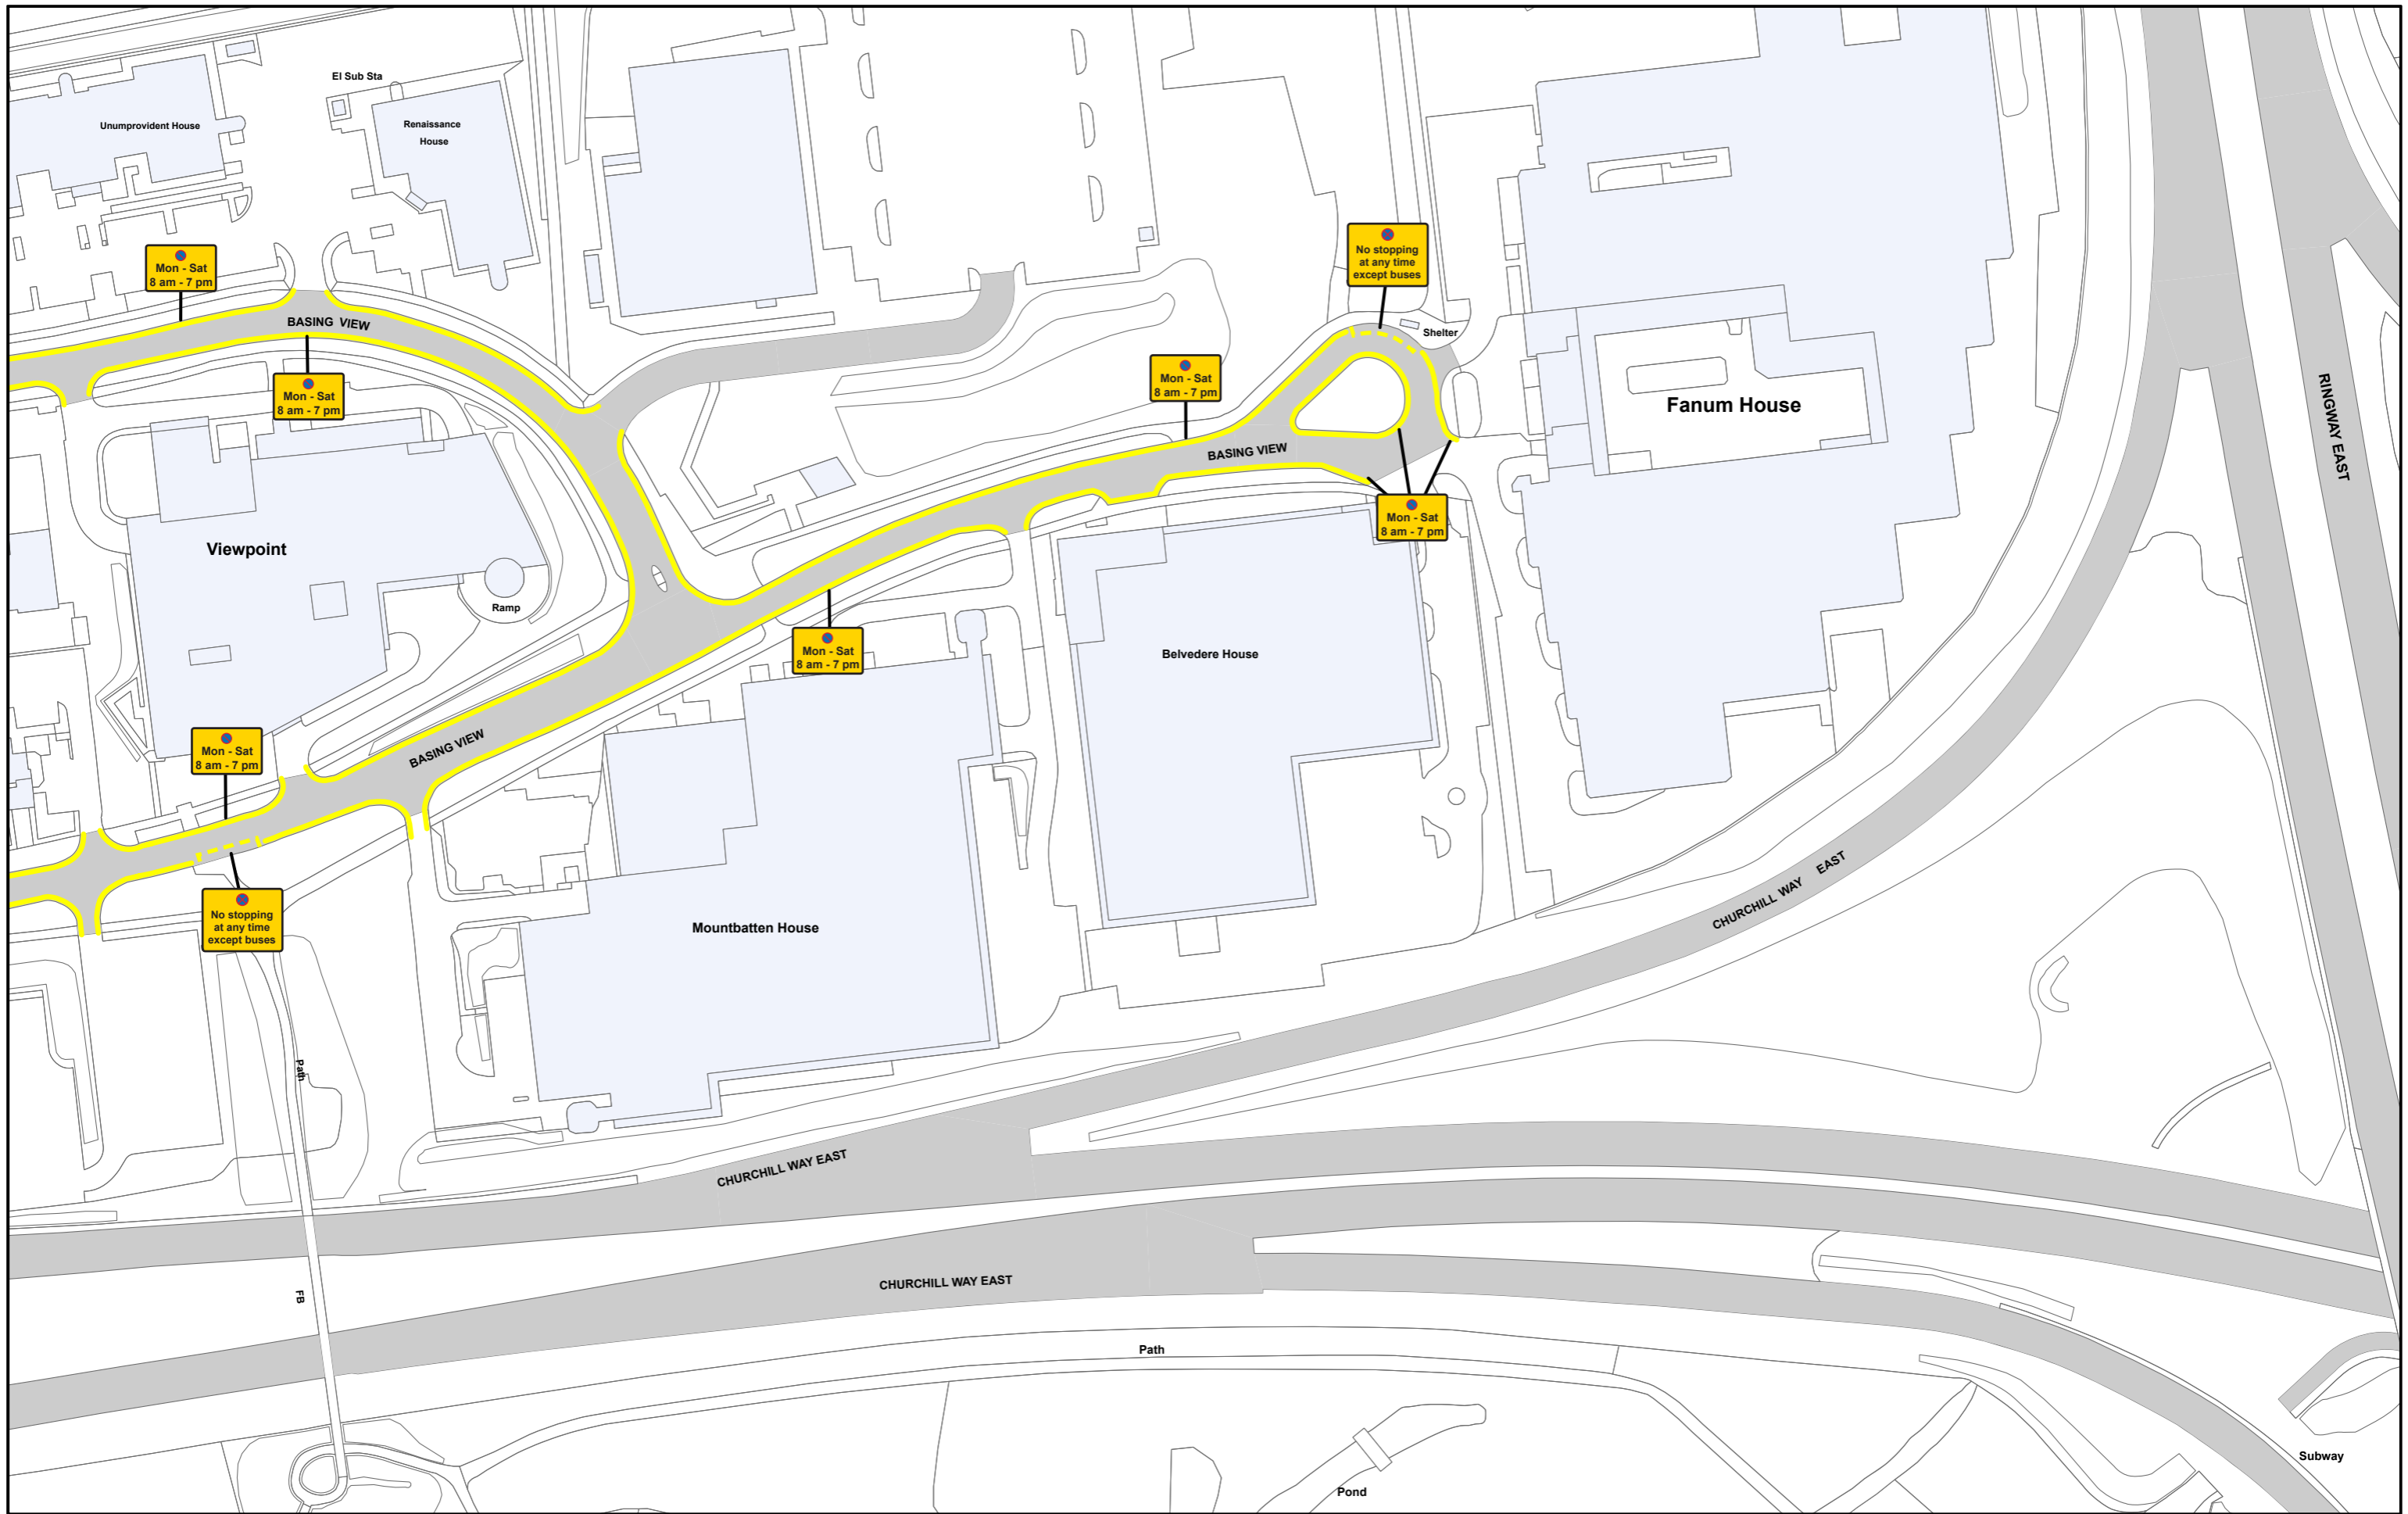 El Sub Sta
Unumprovident House
Renaissance
House
Mon - Sat
8 am - 7 pm
No stopping
at any time
except buses
BASING VIEW
Shelter
Mon - Sat
8 am - 7 pm
Mon - Sat
8 am - 7 pm
Fanum House
RINGWAY EAST
BASING VIEW
Mon - Sat
8 am - 7 pm
Viewpoint
Ramp
Mon - Sat
8 am - 7 pm
Belvedere House
BASING VIEW
Mon - Sat
8 am - 7 pm
CHURCHILL WAY EAST
No stopping
at any time
except buses
Mountbatten House
Path
CHURCHILL WAY EAST
CHURCHILL WAY EAST
FB
Path
Subway
Pond